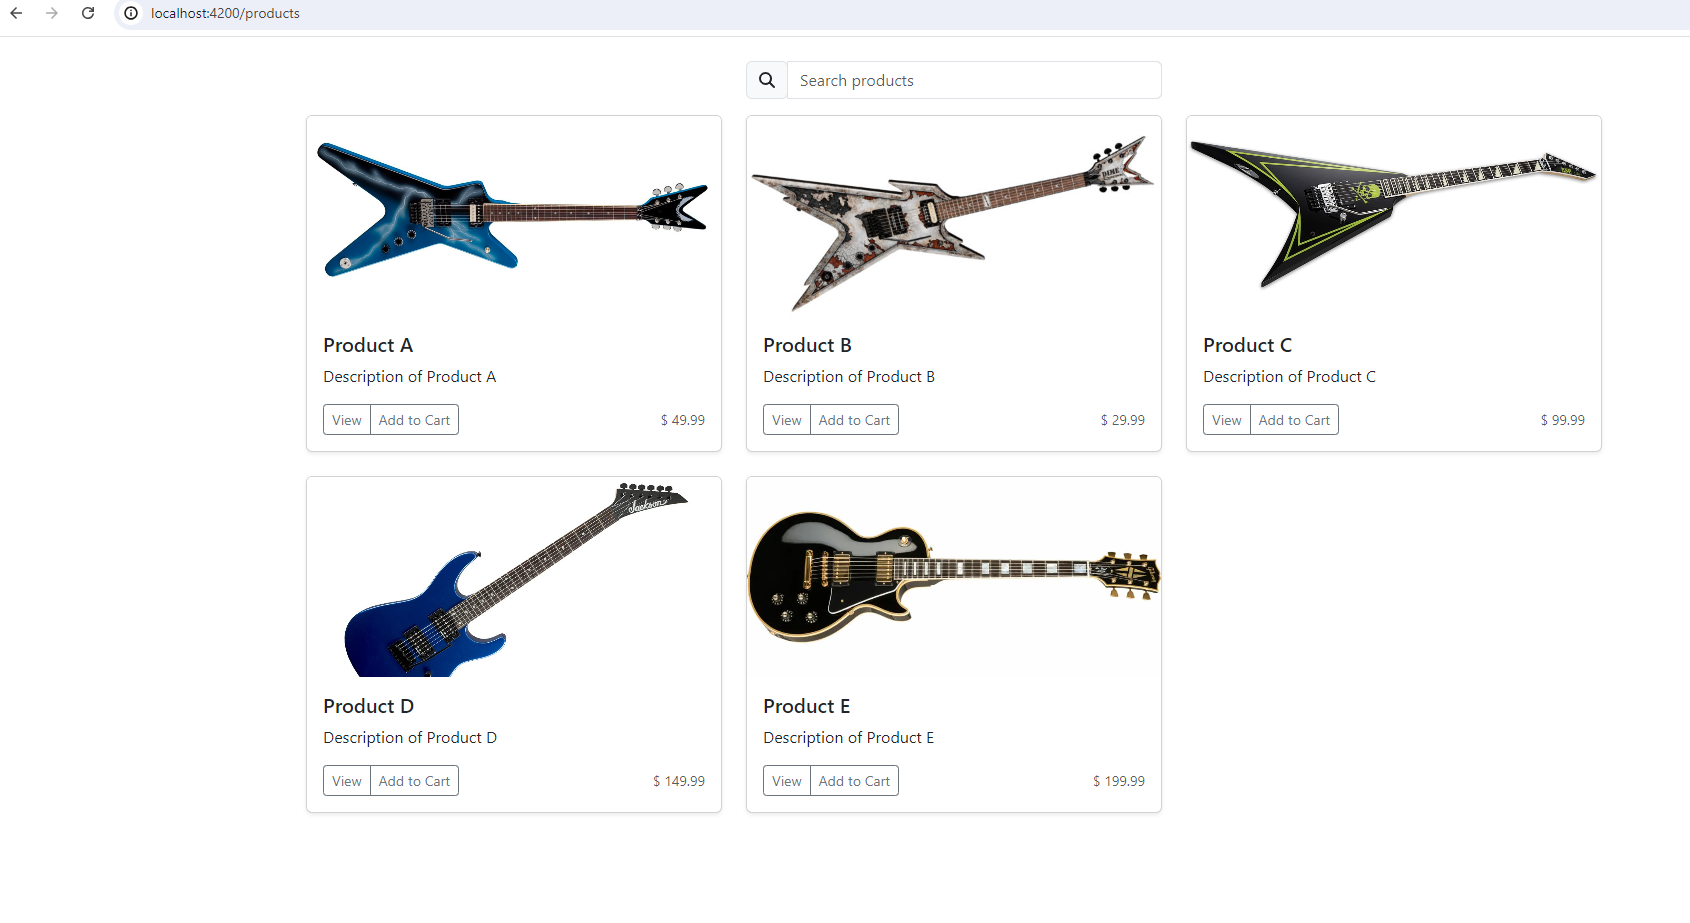 localhost:4200/products
Search products
DIME
Product A
Description of Product A
View Add to Cart $ 49.99
Product B
Description of Product B
View Add to Cart $ 29.99
Product C
Description of Product C
View Add to Cart $ 99.99
Jackson
Product D
Description of Product D
View Add to Cart $ 149.99
Product E
Description of Product E
View Add to Cart $ 199.99